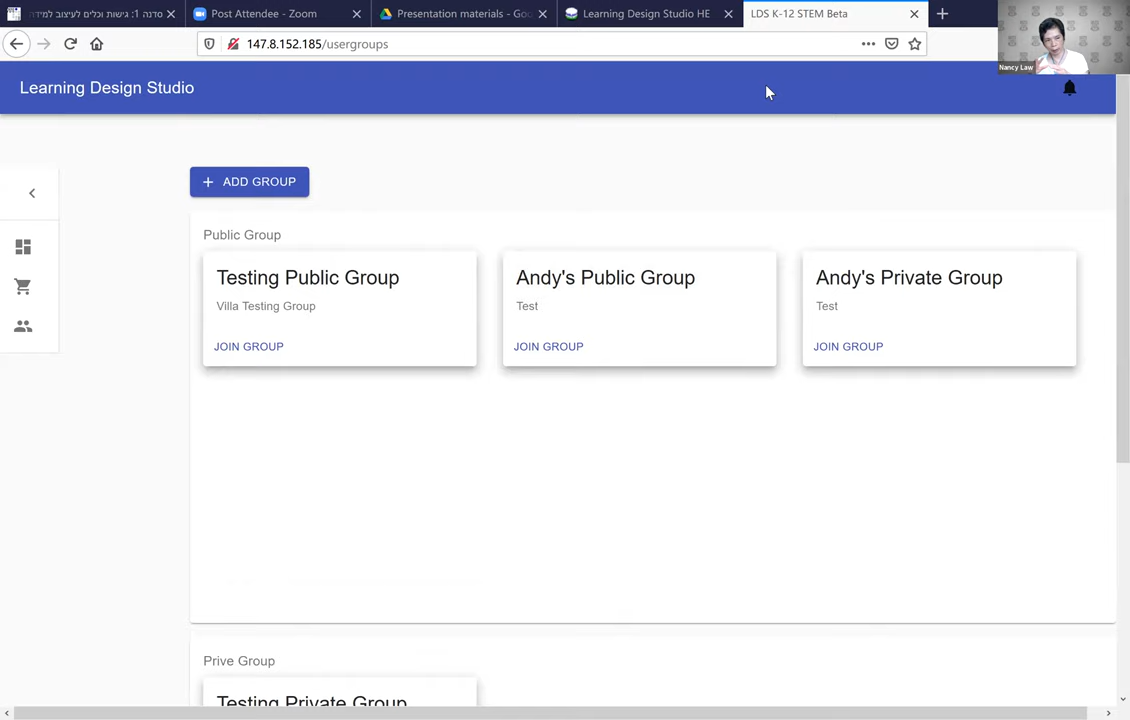 סדנה 1: גישות וכלים לעיצוב למידה
Post Attendee - Zoom
Presentation materials - Goo
Learning Design Studio HE
LDS K-12 STEM Beta
147.8.152.185/usergroups
Nancy Law
Learning Design Studio
+ ADD GROUP
Public Group
Testing Public Group
Villa Testing Group
JOIN GROUP
Andy's Public Group
Test
JOIN GROUP
Andy's Private Group
Test
JOIN GROUP
Prive Group
Testing Private Group